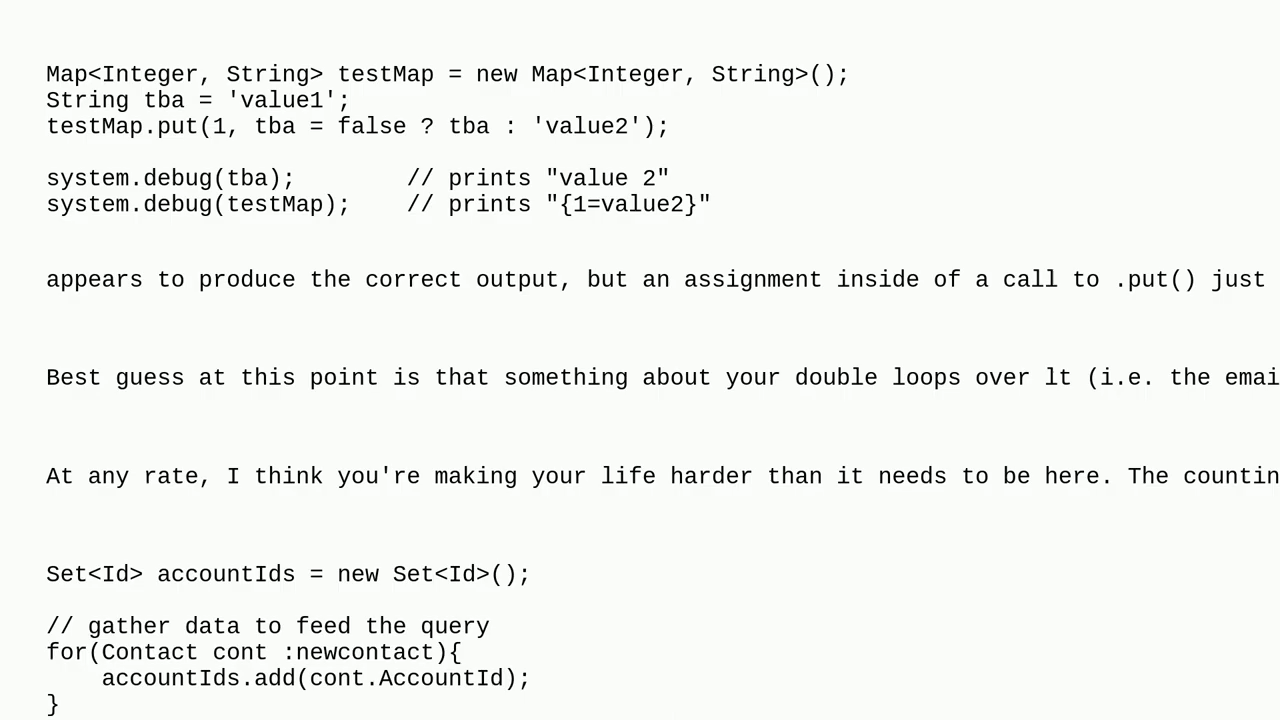 Map<Integer, String> testMap = new Map<Integer, String>();
String tba = 'value1';
testMap.put(1, tba = false ? tba : 'value2');
system.debug(tba);        // prints "value 2"
system.debug(testMap);    // prints "{1=value2}"
appears to produce the correct output, but an assignment inside of a call to .put() just
Best guess at this point is that something about your double loops over lt (i.e. the emai
At any rate, I think you're making your life harder than it needs to be here. The countin
Set<Id> accountIds = new Set<Id>();
// gather data to feed the query
for(Contact cont :newcontact){
    accountIds.add(cont.AccountId);
}